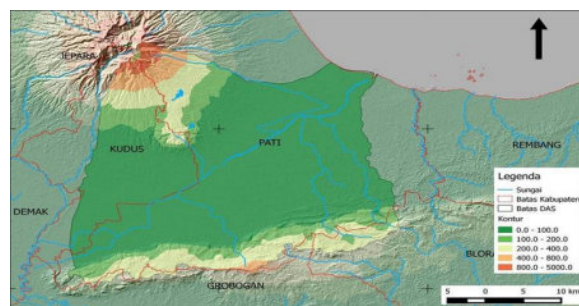 JEPARA
KUDUS
PATI
REMBANG
DEMAK
BLORA
GROBOGAN
Legenda
Sungai
Batas Kabupaten
Batas DAS
Kontur
0.0 - 100.0
100.0 - 200.0
200.0 - 400.0
400.0 - 800.0
800.0 - 5000.0
5 0 5 10 km